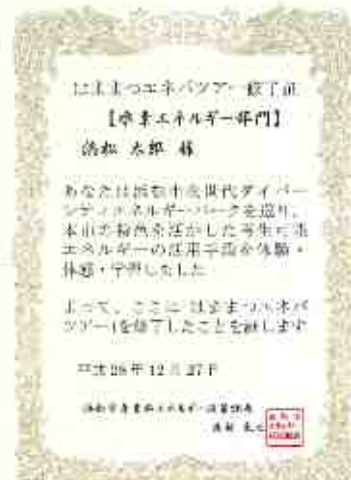 はままつエネパツアー 修了証
【水素エネルギー部門】
浜松 太郎 様
あなたは浜松市次世代ダイバー
シティエネルギーパークを巡り、
本市の特色を活かした再生可能
エネルギーの活用手段を体験・
体感・学習しました
よって、ここに はままつエネパ
ツアー を修了したことを証します
平成28年12月27日
浜松市産業部エネルギー政策課長